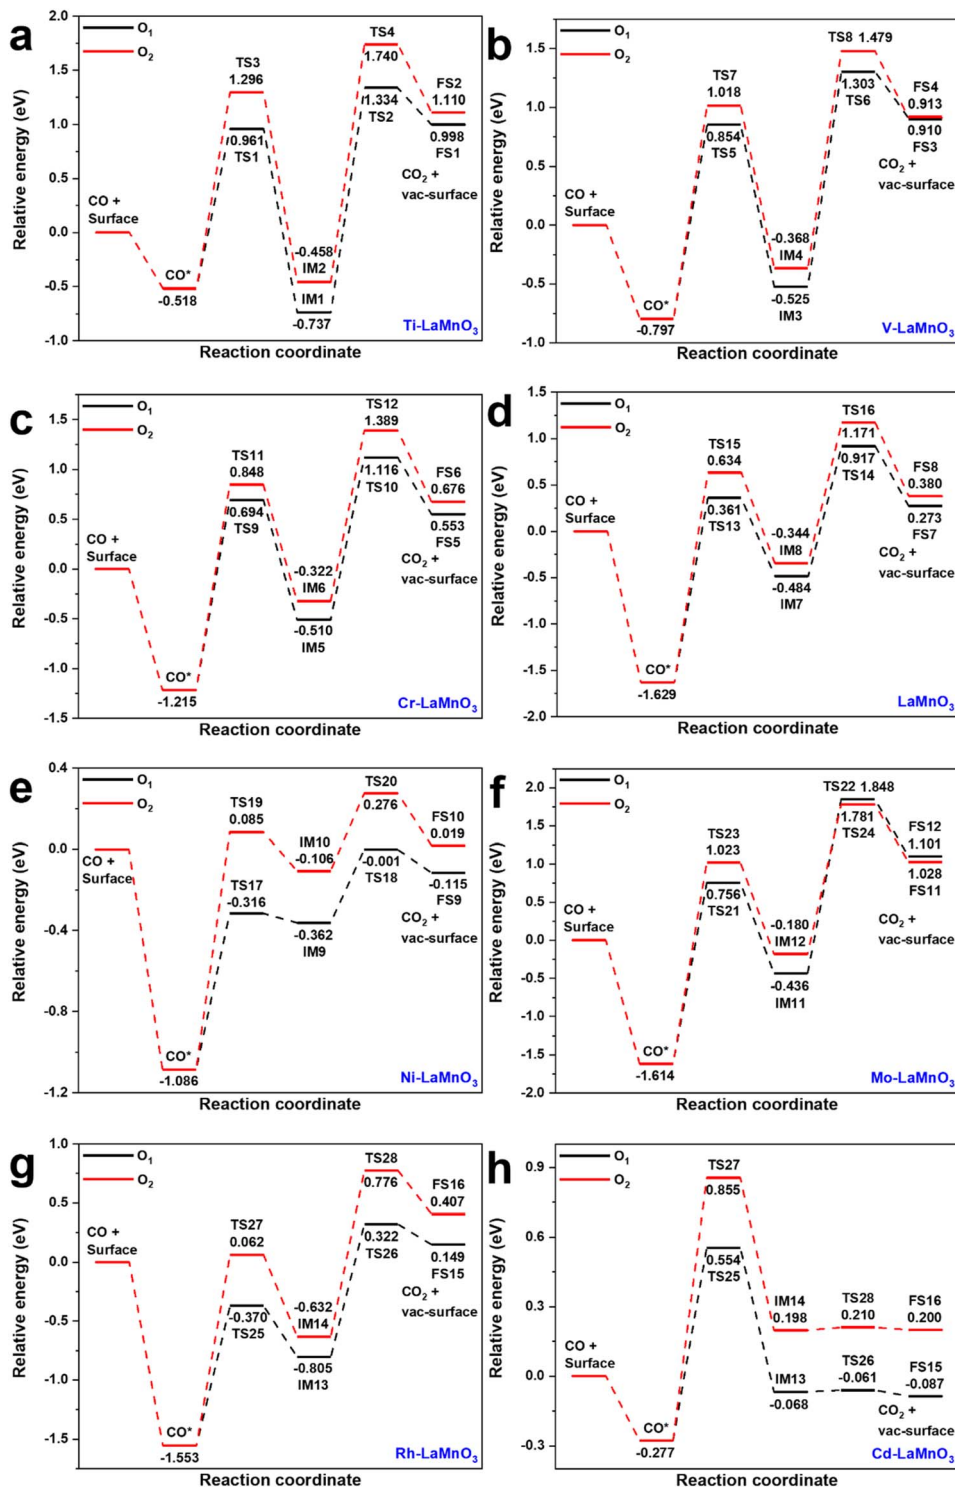 a
O1
O2
2.0
1.5
1.0
0.5
0.0
-0.5
-1.0
Relative energy (eV)
Reaction coordinate
CO +
Surface
CO*
-0.518
TS3
1.296
0.961
TS1
-0.458
IM2
IM1
-0.737
TS4
1.740
1.334
TS2
FS2
1.110
0.998
FS1
CO2 +
vac-surface
Ti-LaMnO3
b
O1
O2
1.5
1.0
0.5
0.0
-0.5
-1.0
Relative energy (eV)
Reaction coordinate
CO +
Surface
CO*
-0.797
TS7
1.018
0.854
TS5
-0.368
IM4
-0.525
IM3
TS8 1.479
1.303
TS6
FS4
0.913
0.910
FS3
CO2 +
vac-surface
V-LaMnO3
c
O1
O2
1.5
1.0
0.5
0.0
-0.5
-1.0
-1.5
Relative energy (eV)
Reaction coordinate
CO +
Surface
CO*
-1.215
TS11
0.848
0.694
TS9
-0.322
IM6
-0.510
IM5
TS12
1.389
1.116
TS10
FS6
0.676
0.553
FS5
CO2 +
vac-surface
Cr-LaMnO3
d
O1
O2
1.5
1.0
0.5
0.0
-0.5
-1.0
-1.5
-2.0
Relative energy (eV)
Reaction coordinate
CO +
Surface
CO*
-1.629
TS15
0.634
0.361
TS13
-0.344
IM8
-0.484
IM7
TS16
1.171
0.917
TS14
FS8
0.380
0.273
FS7
CO2 +
vac-surface
LaMnO3
e
O1
O2
0.4
0.0
-0.4
-0.8
-1.2
Relative energy (eV)
Reaction coordinate
CO +
Surface
CO*
-1.086
TS19
0.085
TS17
-0.316
IM10
-0.106
-0.362
IM9
TS20
0.276
-0.001
TS18
FS10
0.019
-0.115
FS9
CO2 +
vac-surface
Ni-LaMnO3
f
O1
O2
2.0
1.5
1.0
0.5
0.0
-0.5
-1.0
-1.5
-2.0
Relative energy (eV)
Reaction coordinate
CO +
Surface
CO*
-1.614
TS23
1.023
0.756
TS21
-0.180
IM12
-0.436
IM11
TS22 1.848
1.781
TS24
FS12
1.101
1.028
FS11
CO2 +
vac-surface
Mo-LaMnO3
g
O1
O2
1.0
0.5
0.0
-0.5
-1.0
-1.5
Relative energy (eV)
Reaction coordinate
CO +
Surface
CO*
-1.553
TS27
0.062
-0.370
TS25
-0.632
IM14
-0.805
IM13
TS28
0.776
0.322
TS26
FS16
0.407
0.149
FS15
CO2 +
vac-surface
Rh-LaMnO3
h
O1
O2
0.9
0.6
0.3
0.0
-0.3
Relative energy (eV)
Reaction coordinate
CO +
Surface
CO*
-0.277
TS27
0.855
0.554
TS25
IM14
0.198
IM13
-0.068
TS28
0.210
TS26
-0.061
FS16
0.200
FS15
-0.087
CO2 +
vac-surface
Cd-LaMnO3